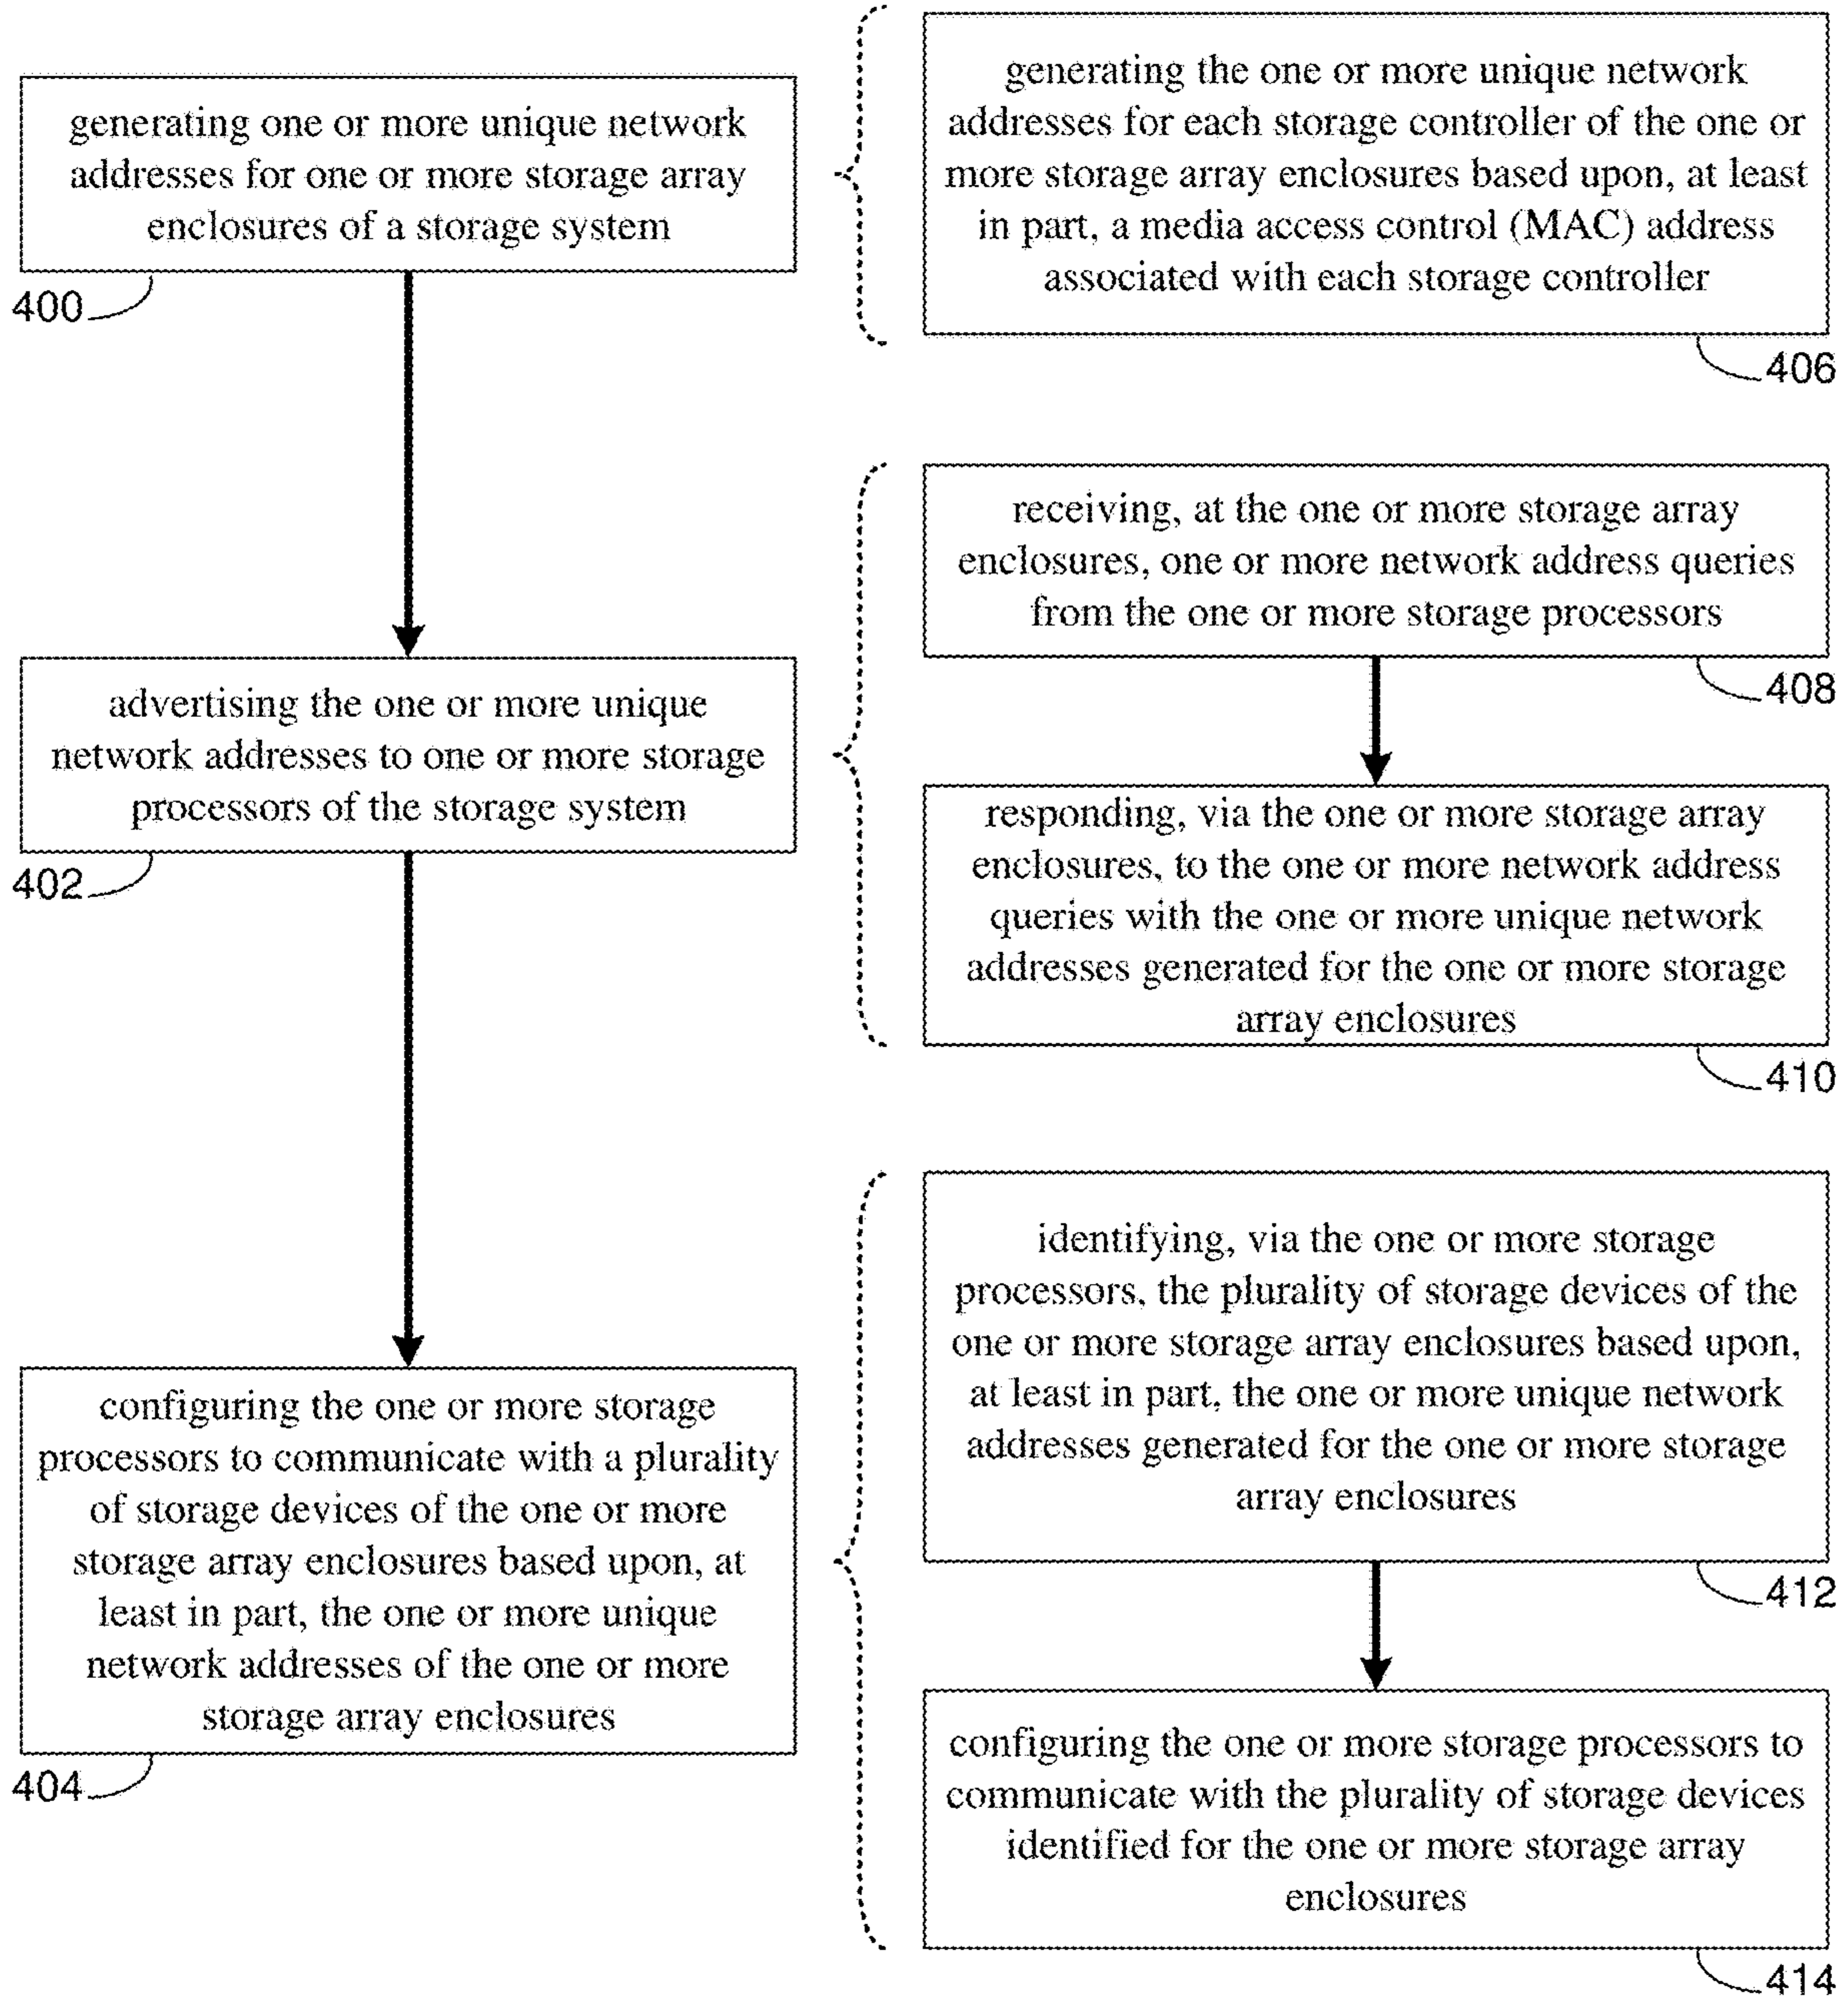 generating one or more unique network
addresses for one or more storage array
enclosures of a storage system
400
generating the one or more unique network
addresses for each storage controller of the one or
more storage array enclosures based upon, at least
in part, a media access control (MAC) address
associated with each storage controller
406
advertising the one or more unique
network addresses to one or more storage
processors of the storage system
402
receiving, at the one or more storage array
enclosures, one or more network address queries
from the one or more storage processors
408
responding, via the one or more storage array
enclosures, to the one or more network address
queries with the one or more unique network
addresses generated for the one or more storage
array enclosures
410
configuring the one or more storage
processors to communicate with a plurality
of storage devices of the one or more
storage array enclosures based upon, at
least in part, the one or more unique
network addresses of the one or more
storage array enclosures
404
identifying, via the one or more storage
processors, the plurality of storage devices of the
one or more storage array enclosures based upon,
at least in part, the one or more unique network
addresses generated for the one or more storage
array enclosures
412
configuring the one or more storage processors to
communicate with the plurality of storage devices
identified for the one or more storage array
enclosures
414